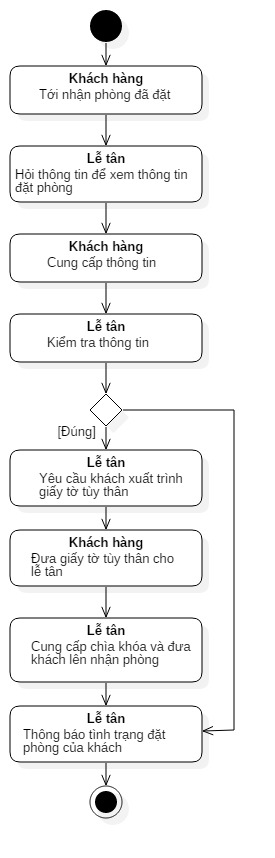 Khách hàng
Tới nhận phòng đã đặt
Lễ tân
Hỏi thông tin để xem thông tin
đặt phòng
Khách hàng
Cung cấp thông tin
Lễ tân
Kiểm tra thông tin
[Đúng]
Lễ tân
Yêu cầu khách xuất trình
giấy tờ tùy thân
Khách hàng
Đưa giấy tờ tùy thân cho
lễ tân
Lễ tân
Cung cấp chìa khóa và đưa
khách lên nhận phòng
Lễ tân
Thông báo tình trạng đặt
phòng của khách